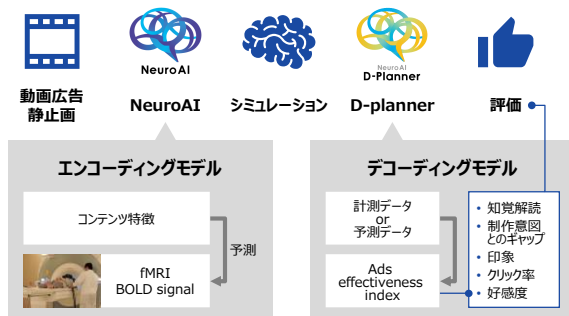 動画広告
静止画
NeuroAI
NeuroAI
シミュレーション
NeuroAI
D-Planner
D-planner
評価
エンコーディングモデル
コンテンツ特徴
予測
fMRI
BOLD signal
デコーディングモデル
計測データ
or
予測データ
Ads
effectiveness
index
• 知覚解読
• 制作意図
とのギャップ
• 印象
• クリック率
• 好感度